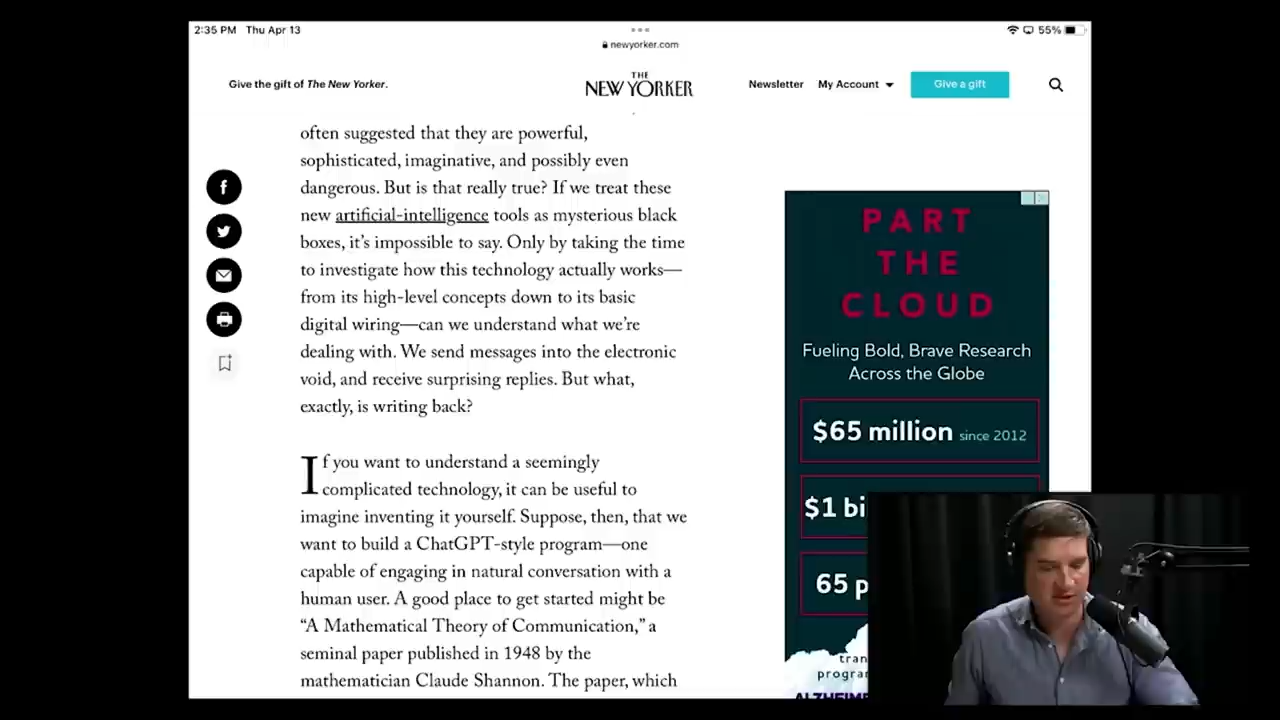 2:35 PM Thu Apr 13
55%
newyorker.com
Give the gift of The New Yorker.
THE
NEW YORKER
Newsletter
My Account
Give a gift
often suggested that they are powerful,
sophisticated, imaginative, and possibly even
dangerous. But is that really true? If we treat these
new artificial-intelligence tools as mysterious black
boxes, it’s impossible to say. Only by taking the time
to investigate how this technology actually works—
from its high-level concepts down to its basic
digital wiring—can we understand what we’re
dealing with. We send messages into the electronic
void, and receive surprising replies. But what,
exactly, is writing back?
If you want to understand a seemingly
complicated technology, it can be useful to
imagine inventing it yourself. Suppose, then, that we
want to build a ChatGPT-style program—one
capable of engaging in natural conversation with a
human user. A good place to get started might be
“A Mathematical Theory of Communication,” a
seminal paper published in 1948 by the
mathematician Claude Shannon. The paper, which
PART
THE
CLOUD
Fueling Bold, Brave Research
Across the Globe
$65 million since 2012
$1 bi
65 p
tran
progra